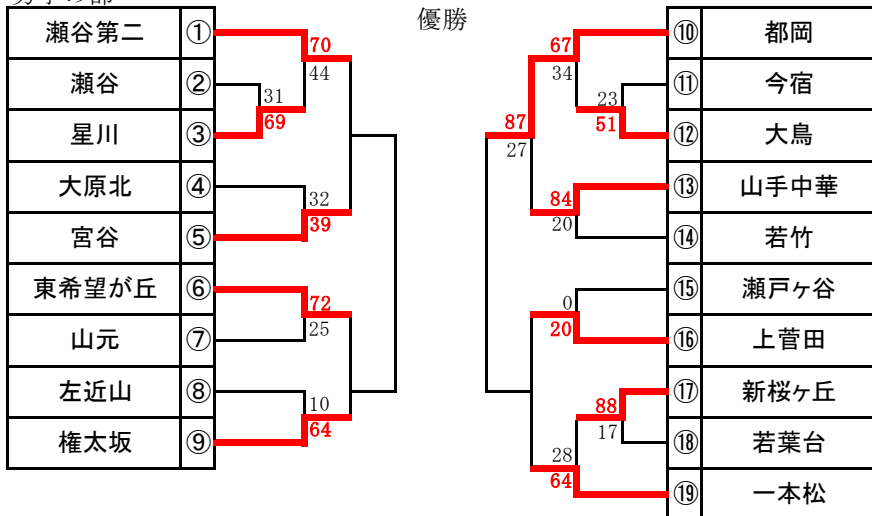 優勝
瀬谷第二 ①
瀬谷 ②
星川 ③
大原北 ④
宮谷 ⑤
東希望が丘 ⑥
山元 ⑦
左近山 ⑧
権太坂 ⑨
70
44
31
69
32
39
72
25
10
64
67
34
23
51
87
27
84
20
0
20
88
17
28
64
⑩ 都岡
⑪ 今宿
⑫ 大鳥
⑬ 山手中華
⑭ 若竹
⑮ 瀬戸ヶ谷
⑯ 上菅田
⑰ 新桜ヶ丘
⑱ 若葉台
⑲ 一本松